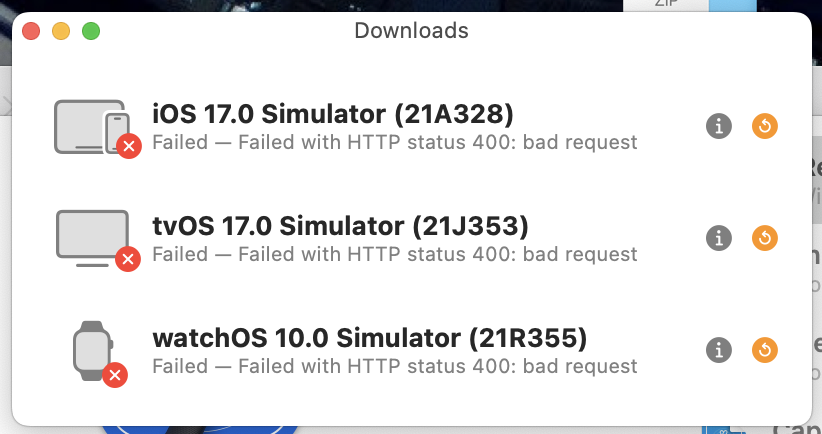 ZIP
Downloads
iOS 17.0 Simulator (21A328)
Failed — Failed with HTTP status 400: bad request
tvOS 17.0 Simulator (21J353)
Failed — Failed with HTTP status 400: bad request
watchOS 10.0 Simulator (21R355)
Failed — Failed with HTTP status 400: bad request